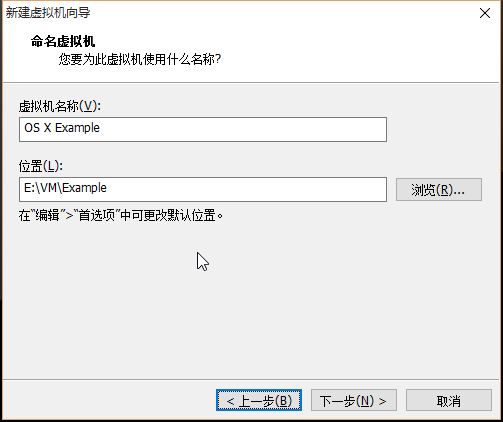 新建虚拟机向导
命名虚拟机
您要为此虚拟机使用什么名称?
虚拟机名称(V):
OS X Example
位置(L):
E:\VM\Example
浏览(R)...
在“编辑”>“首选项”中可更改默认位置。
< 上一步(B)
下一步(N) >
取消